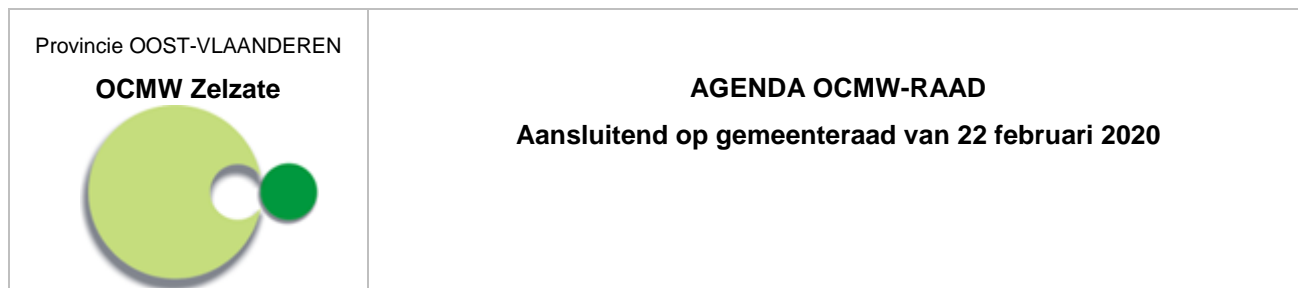 Provincie OOST-VLAANDEREN
OCMW Zelzate
AGENDA OCMW-RAAD
Aansluitend op gemeenteraad van 22 februari 2020